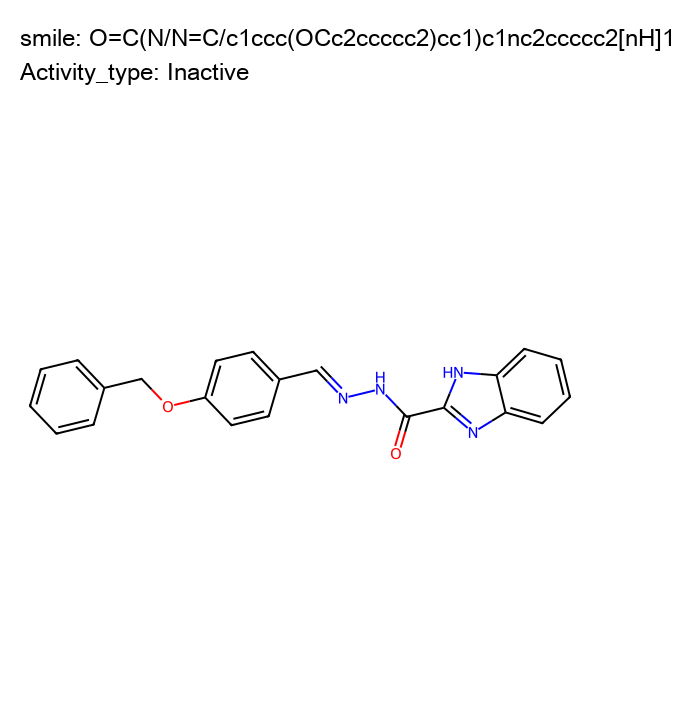 smile: O=C(N/N=C/c1ccc(OCc2ccccc2)cc1)c1nc2ccccc2[nH]1
Activity_type: Inactive
HN
H
N
N
O
N
O